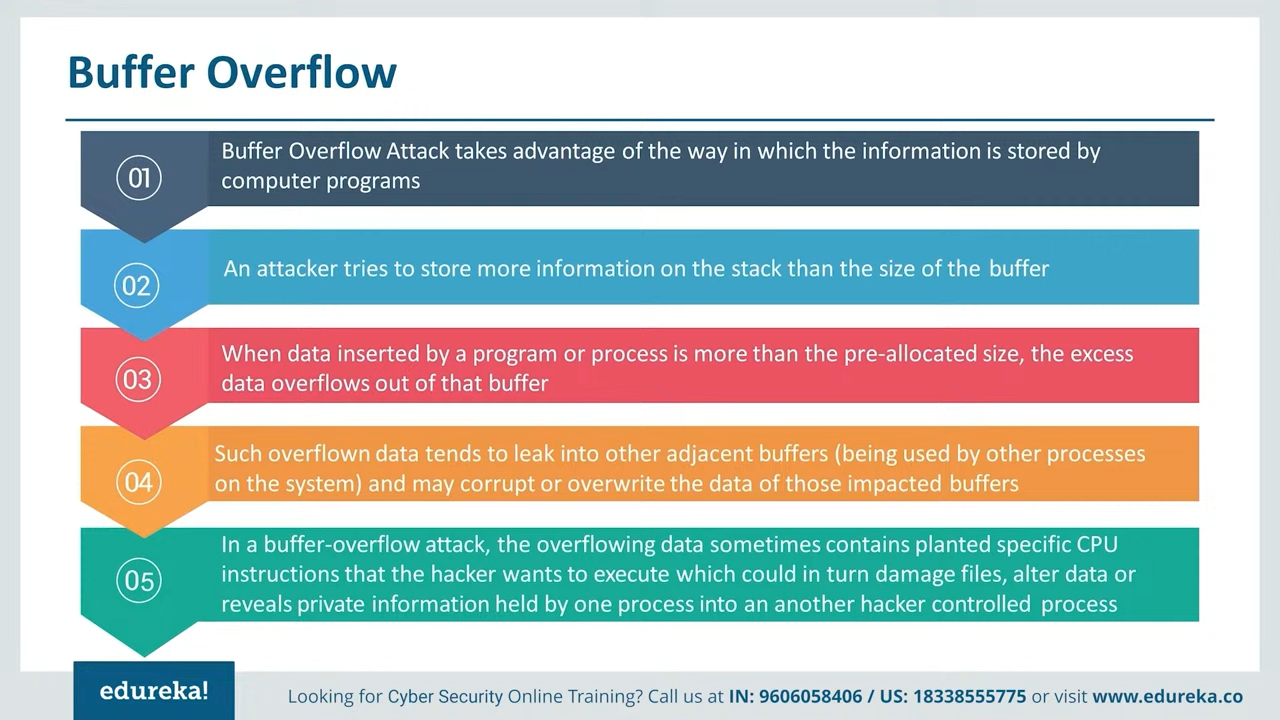 Buffer Overflow
01
Buffer Overflow Attack takes advantage of the way in which the information is stored by
computer programs
02
An attacker tries to store more information on the stack than the size of the buffer
03
When data inserted by a program or process is more than the pre-allocated size, the excess
data overflows out of that buffer
04
Such overflown data tends to leak into other adjacent buffers (being used by other processes
on the system) and may corrupt or overwrite the data of those impacted buffers
05
In a buffer-overflow attack, the overflowing data sometimes contains planted specific CPU
instructions that the hacker wants to execute which could in turn damage files, alter data or
reveals private information held by one process into an another hacker controlled process
edureka!
Looking for Cyber Security Online Training? Call us at IN: 9606058406 / US: 18338555775 or visit www.edureka.co